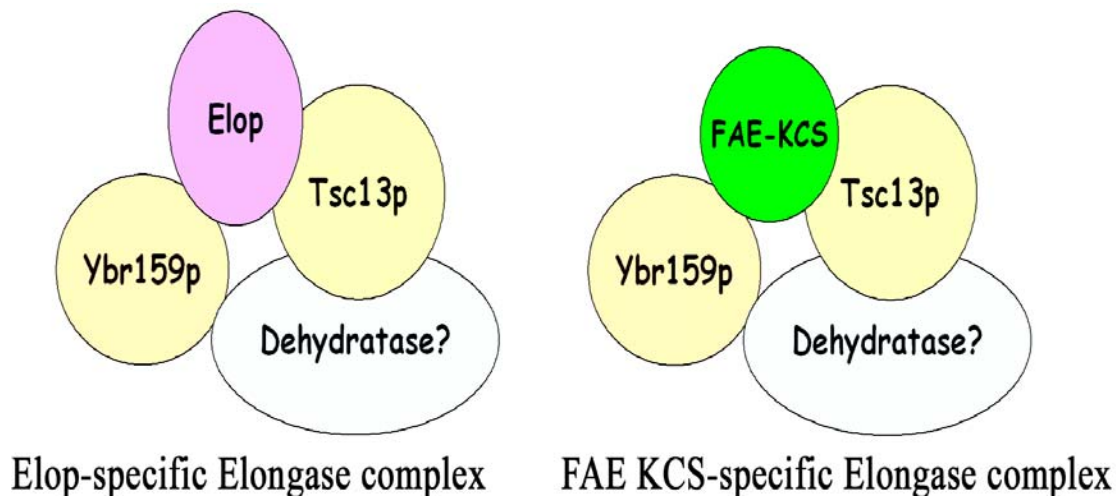 Elop
Tsc13p
Ybr159p
Dehydratase?
Elop-specific Elongase complex
FAE-KCS
Tsc13p
Ybr159p
Dehydratase?
FAE KCS-specific Elongase complex